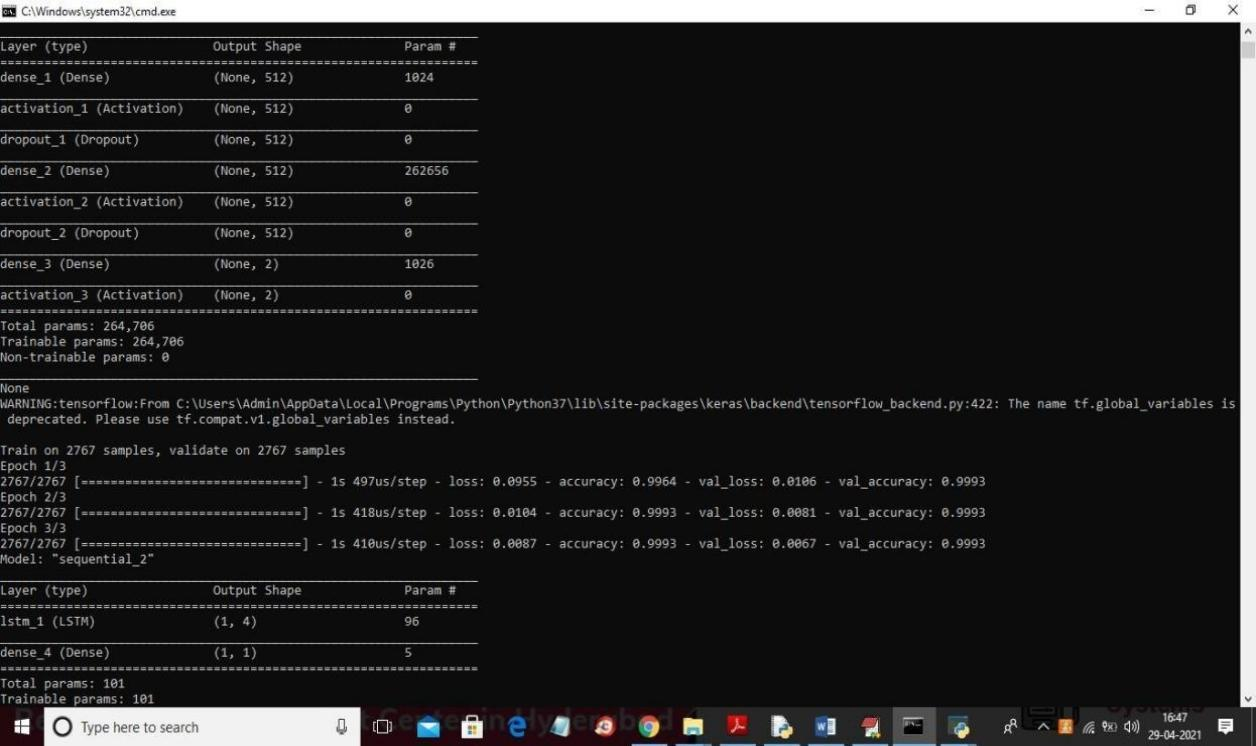 C:\Windows\system32\cmd.exe
Layer (type) Output Shape Param #
=================================================================
dense_1 (Dense) (None, 512) 1024
activation_1 (Activation) (None, 512) 0
dropout_1 (Dropout) (None, 512) 0
dense_2 (Dense) (None, 512) 262656
activation_2 (Activation) (None, 512) 0
dropout_2 (Dropout) (None, 512) 0
dense_3 (Dense) (None, 2) 1026
activation_3 (Activation) (None, 2) 0
=================================================================
Total params: 264,706
Trainable params: 264,706
Non-trainable params: 0
None
WARNING:tensorflow:From C:\Users\Admin\AppData\Local\Programs\Python\Python37\lib\site-packages\keras\backend\tensorflow_backend.py:422: The name tf.global_variables is
deprecated. Please use tf.compat.v1.global_variables instead.
Train on 2767 samples, validate on 2767 samples
Epoch 1/3
2767/2767 [==============================] - 1s 497us/step - loss: 0.0955 - accuracy: 0.9964 - val_loss: 0.0106 - val_accuracy: 0.9993
Epoch 2/3
2767/2767 [==============================] - 1s 418us/step - loss: 0.0104 - accuracy: 0.9993 - val_loss: 0.0081 - val_accuracy: 0.9993
Epoch 3/3
2767/2767 [==============================] - 1s 410us/step - loss: 0.0087 - accuracy: 0.9993 - val_loss: 0.0067 - val_accuracy: 0.9993
Model: "sequential_2"
Layer (type) Output Shape Param #
=================================================================
lstm_1 (LSTM) (1, 4) 96
dense_4 (Dense) (1, 1) 5
=================================================================
Total params: 101
Trainable params: 101
Type here to search
16:47
29-04-2021